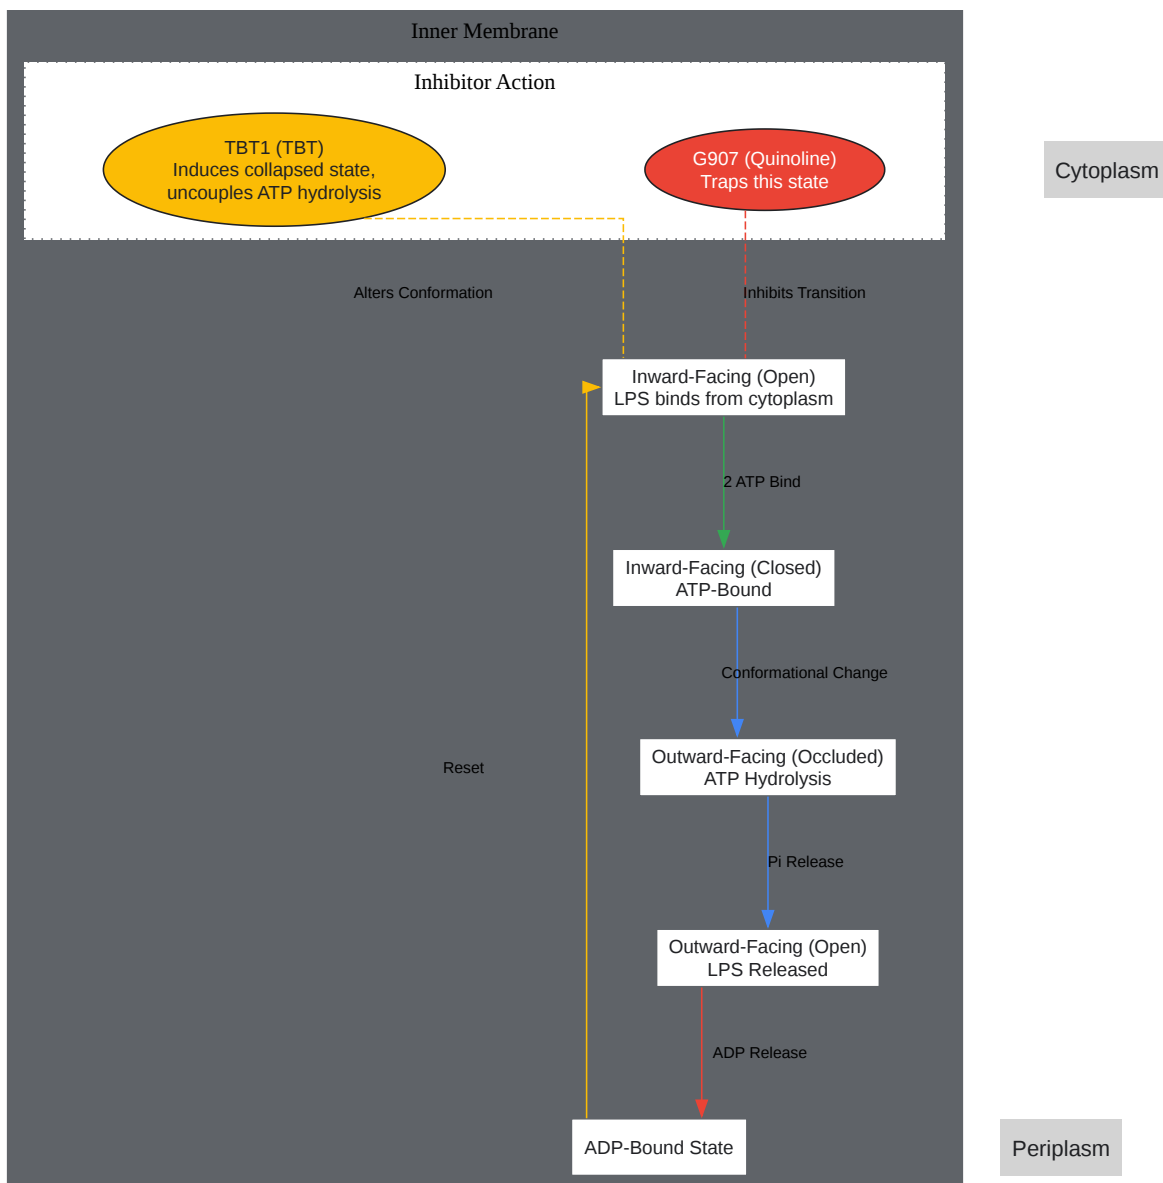 Inner Membrane
Inhibitor Action
TBT1 (TBT)
Induces collapsed state,
uncouples ATP hydrolysis
G907 (Quinoline)
Traps this state
Cytoplasm
Alters Conformation
Inhibits Transition
Inward-Facing (Open)
LPS binds from cytoplasm
2 ATP Bind
Inward-Facing (Closed)
ATP-Bound
Conformational Change
Outward-Facing (Occluded)
ATP Hydrolysis
Reset
Pi Release
Outward-Facing (Open)
LPS Released
ADP Release
ADP-Bound State
Periplasm